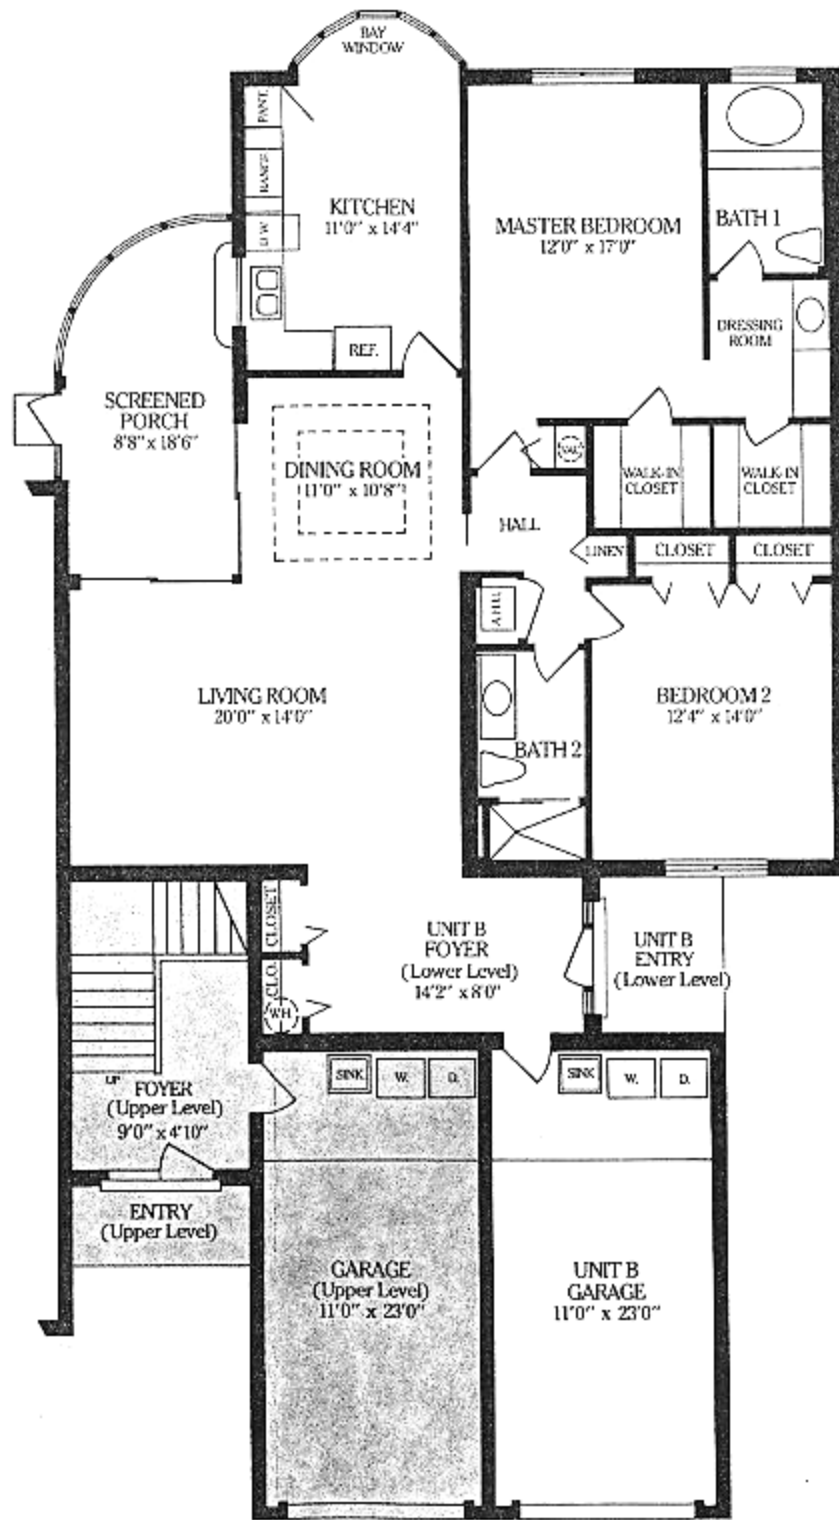 BAY
WINDOW
PANT.
RANGE
D.W.
KITCHEN
11'0" x 14'4"
REF.
MASTER BEDROOM
12'0" x 17'0"
BATH 1
DRESSING
ROOM
SCREENED
PORCH
8'8" x 18'6"
DINING ROOM
11'0" x 10'8"
WALK-IN
CLOSET
WALK-IN
CLOSET
HALL
LINEN
CLOSET
CLOSET
A.H.U.
LIVING ROOM
20'0" x 14'0"
BEDROOM 2
12'4" x 14'0"
BATH 2
CLOSET
CLO.
WH
UNIT B
FOYER
(Lower Level)
14'2" x 8'0"
UNIT B
ENTRY
(Lower Level)
UP
FOYER
(Upper Level)
9'0" x 4'10"
SINK
W.
D.
SINK
W.
D.
ENTRY
(Upper Level)
GARAGE
(Upper Level)
11'0" x 23'0"
UNIT B
GARAGE
11'0" x 23'0"